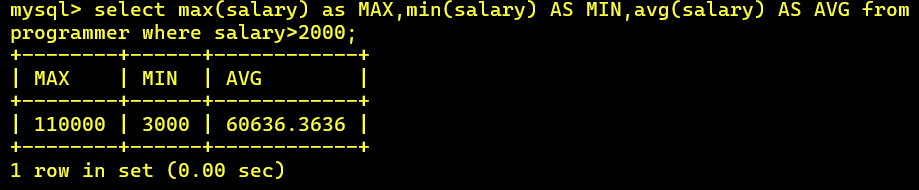 mysql> select max(salary) as MAX,min(salary) AS MIN,avg(salary) AS AVG from
programmer where salary>2000;
+--------+------+------------+
| MAX    | MIN  | AVG        |
+--------+------+------------+
| 110000 | 3000 | 60636.3636 |
+--------+------+------------+
1 row in set (0.00 sec)